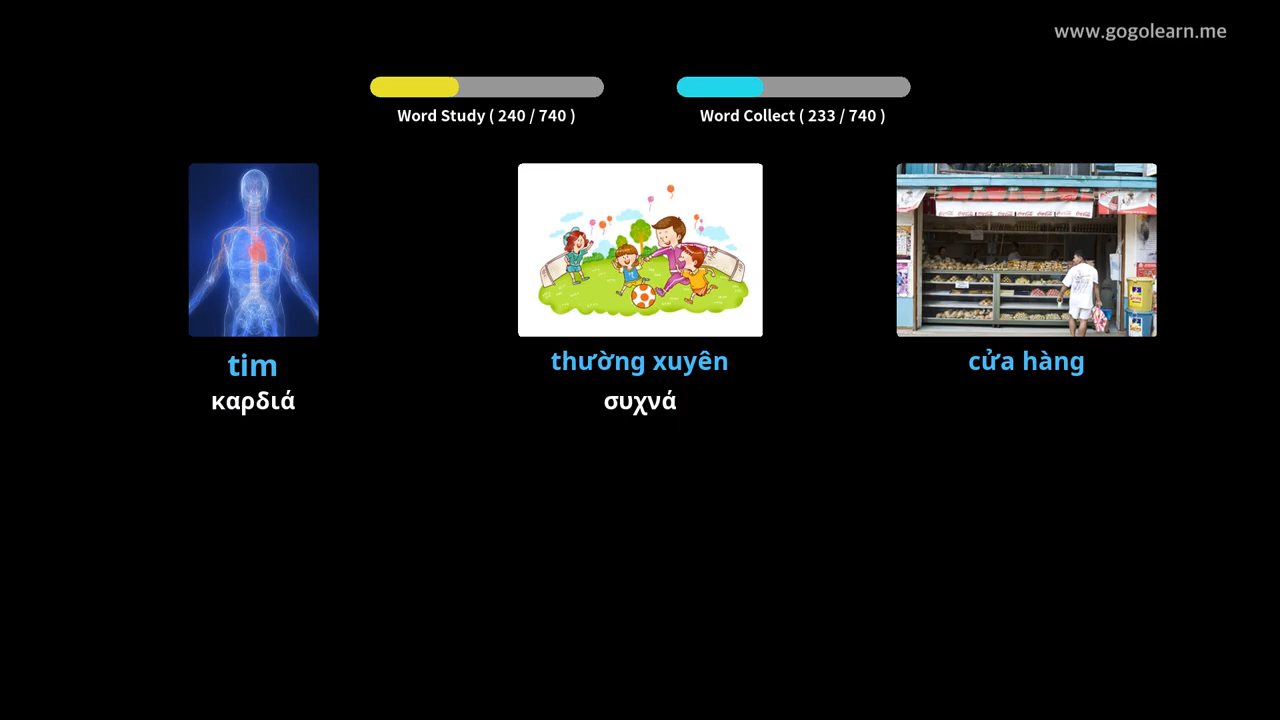 www.gogolearn.me
Word Study ( 240 / 740 )
Word Collect ( 233 / 740 )
tim
thường xuyên
cửa hàng
καρδιά
συχνά